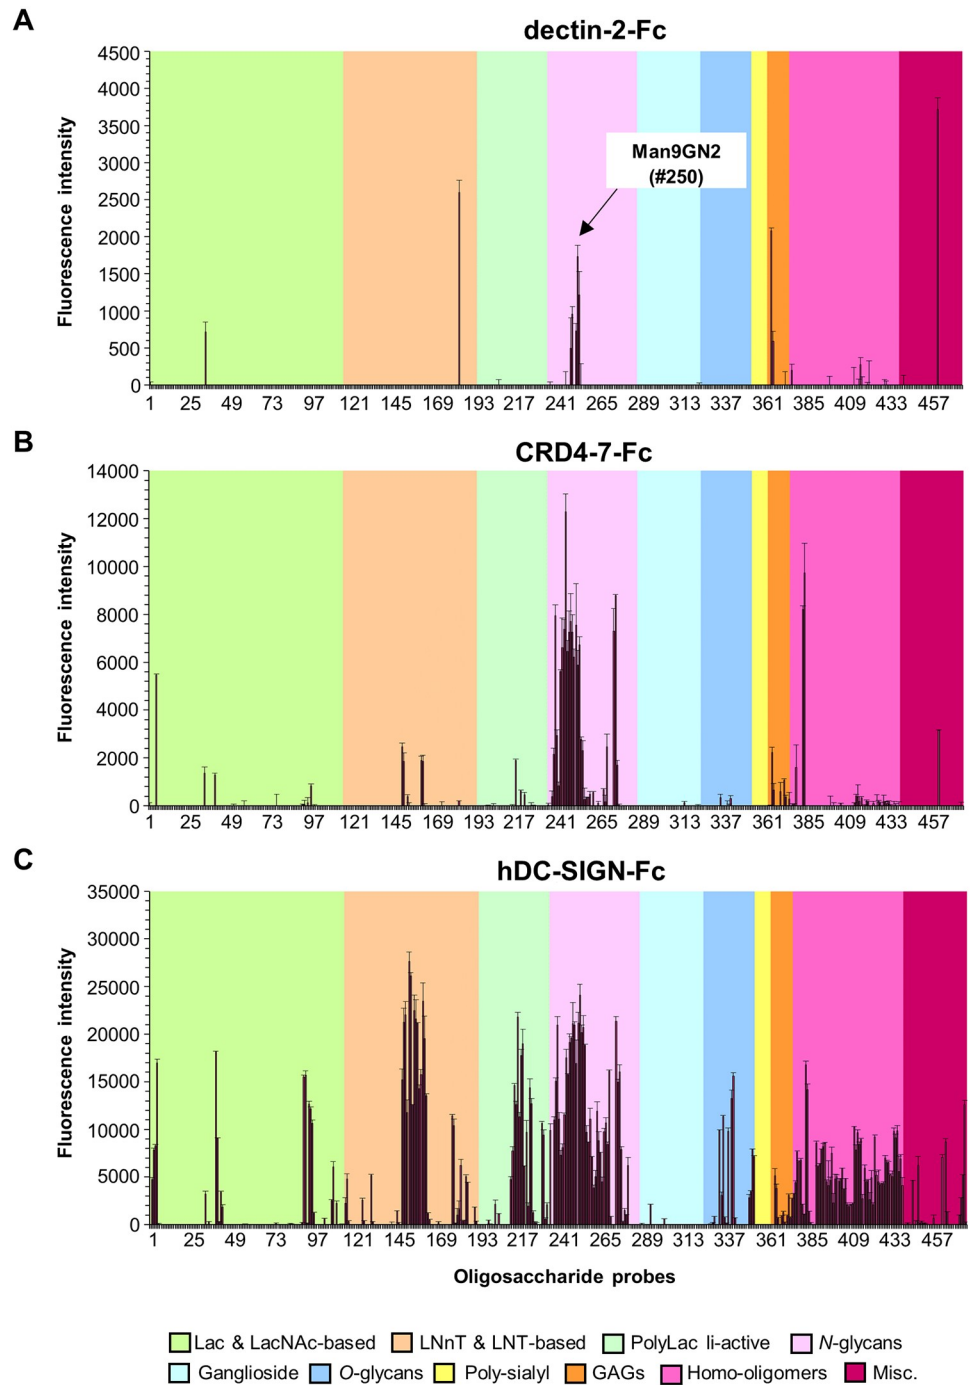 A
dectin-2-Fc
Fluorescence intensity
4500
4000
3500
3000
2500
2000
1500
1000
500
0
Man9GN2
(#250)
1 25 49 73 97 121 145 169 193 217 241 265 289 313 337 361 385 409 433 457
B
CRD4-7-Fc
Fluorescence intensity
14000
12000
10000
8000
6000
4000
2000
0
1 25 49 73 97 121 145 169 193 217 241 265 289 313 337 361 385 409 433 457
C
hDC-SIGN-Fc
Fluorescence intensity
35000
30000
25000
20000
15000
10000
5000
0
1 25 49 73 97 121 145 169 193 217 241 265 289 313 337 361 385 409 433 457
Oligosaccharide probes
Lac & LacNAc-based LNnT & LNT-based PolyLac Ii-active N-glycans
Ganglioside O-glycans Poly-sialyl GAGs Homo-oligomers Misc.